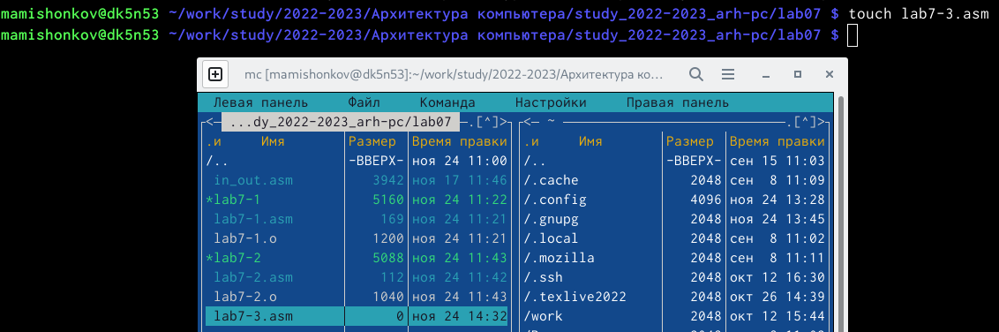 mamishonkov@dk5n53 ~/work/study/2022-2023/Архитектура компьютера/study_2022-2023_arh-pc/lab07 $ touch lab7-3.asm
mamishonkov@dk5n53 ~/work/study/2022-2023/Архитектура компьютера/study_2022-2023_arh-pc/lab07 $
mc [mamishonkov@dk5n53]:~/work/study/2022-2023/Архитектура ко...
Левая панель Файл Команда Настройки Правая панель
<— ...dy_2022-2023_arh-pc/lab07 —.[^]> <— ~ —.[^]>
.и Имя Размер Время правки .и Имя Размер Время правки
/.. -ВВЕРХ- ноя 24 11:00 /.. -ВВЕРХ- сен 15 11:03
in_out.asm 3942 ноя 17 11:46 /.cache 2048 сен 8 11:09
*lab7-1 5160 ноя 24 11:22 /.config 4096 ноя 24 13:28
lab7-1.asm 169 ноя 24 11:21 /.gnupg 2048 ноя 24 13:45
lab7-1.o 1200 ноя 24 11:21 /.local 2048 сен 8 11:02
*lab7-2 5088 ноя 24 11:43 /.mozilla 2048 сен 8 11:11
lab7-2.asm 112 ноя 24 11:42 /.ssh 2048 окт 12 16:30
lab7-2.o 1040 ноя 24 11:43 /.texlive2022 2048 окт 26 14:39
lab7-3.asm 0 ноя 24 14:32 /work 2048 окт 12 15:44